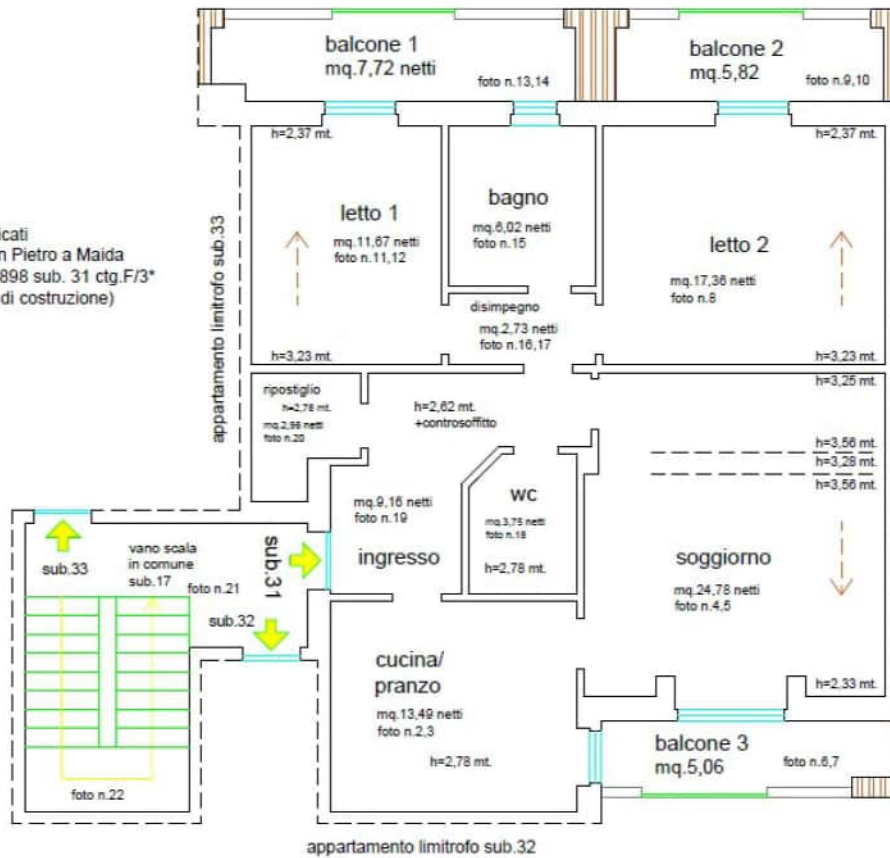 balcone 1
mq.7,72 netti
foto n.13,14
balcone 2
mq.5,82
foto n.9,10
h=2,37 mt.
h=2,37 mt.
h=2,37 mt.
icati
n Pietro a Maida
898 sub. 31 ctg.F/3*
di costruzione)
appartamento limitrofo sub.33
letto 1
mq.11,67 netti
foto n.11,12
bagno
mq.6,02 netti
foto n.15
letto 2
mq.17,36 netti
foto n.8
disimpegno
mq.2,73 netti
foto n.16,17
h=3,23 mt.
h=3,23 mt.
h=3,23 mt.
h=3,25 mt.
ripostiglio
h=2,78 mt.
mq.2,98 netti
foto n.20
h=2,62 mt.
+controsoffitto
h=3,56 mt.
h=3,28 mt.
h=3,56 mt.
mq.9,16 netti
foto n.19
ingresso
WC
mq.3,75 netti
foto n.18
h=2,78 mt.
soggiorno
mq.24,78 netti
foto n.4,5
sub.33
vano scala
in comune
sub.17
foto n.21
sub.31
sub.32
cucina/
pranzo
mq.13,49 netti
foto n.2,3
h=2,78 mt.
h=2,33 mt.
balcone 3
mq.5,06
foto n.6,7
foto n.22
appartamento limitrofo sub.32